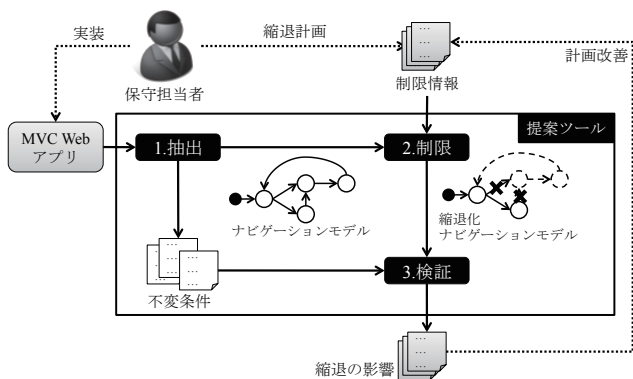 実装
縮退計画
計画改善
保守担当者
制限情報
提案ツール
MVC Web
アプリ
1.抽出
2.制限
ナビゲーションモデル
縮退化
ナビゲーションモデル
3.検証
不変条件
縮退の影響